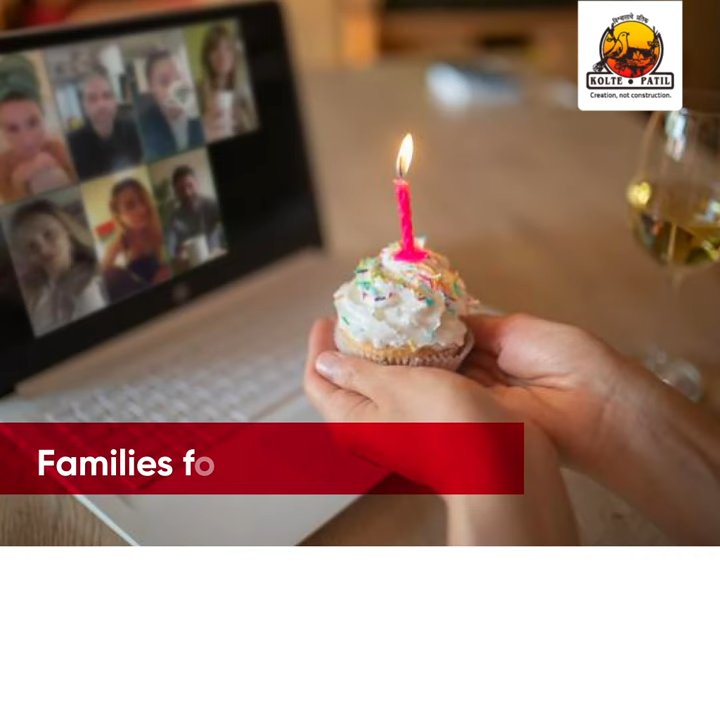 KOLTE • PATIL
Creation, not construction.
Families fo